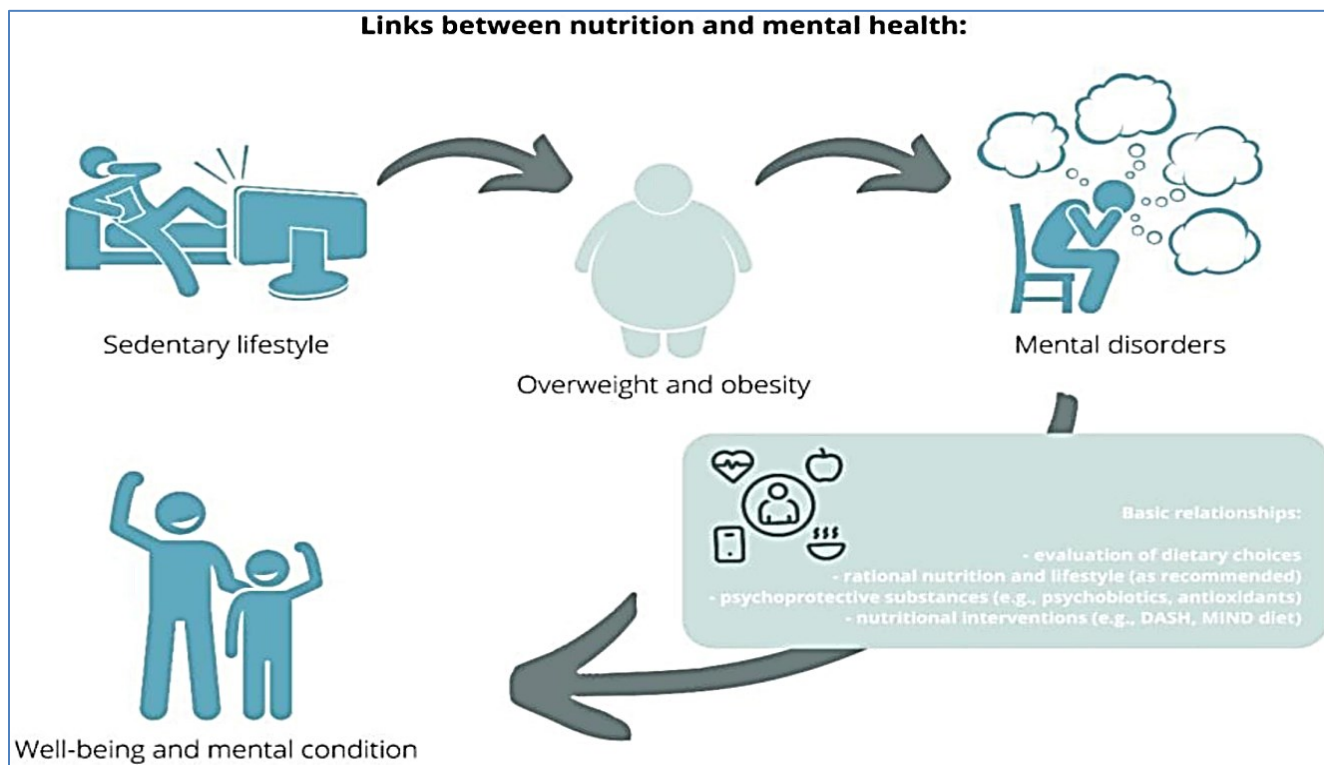 Links between nutrition and mental health:
Sedentary lifestyle
Overweight and obesity
Mental disorders
Basic relationships:
- evaluation of dietary choices
- rational nutrition and lifestyle (as recommended)
- psychoprotective substances (e.g., psychobiotics, antioxidants)
- nutritional interventions (e.g., DASH, MIND diet)
Well-being and mental condition